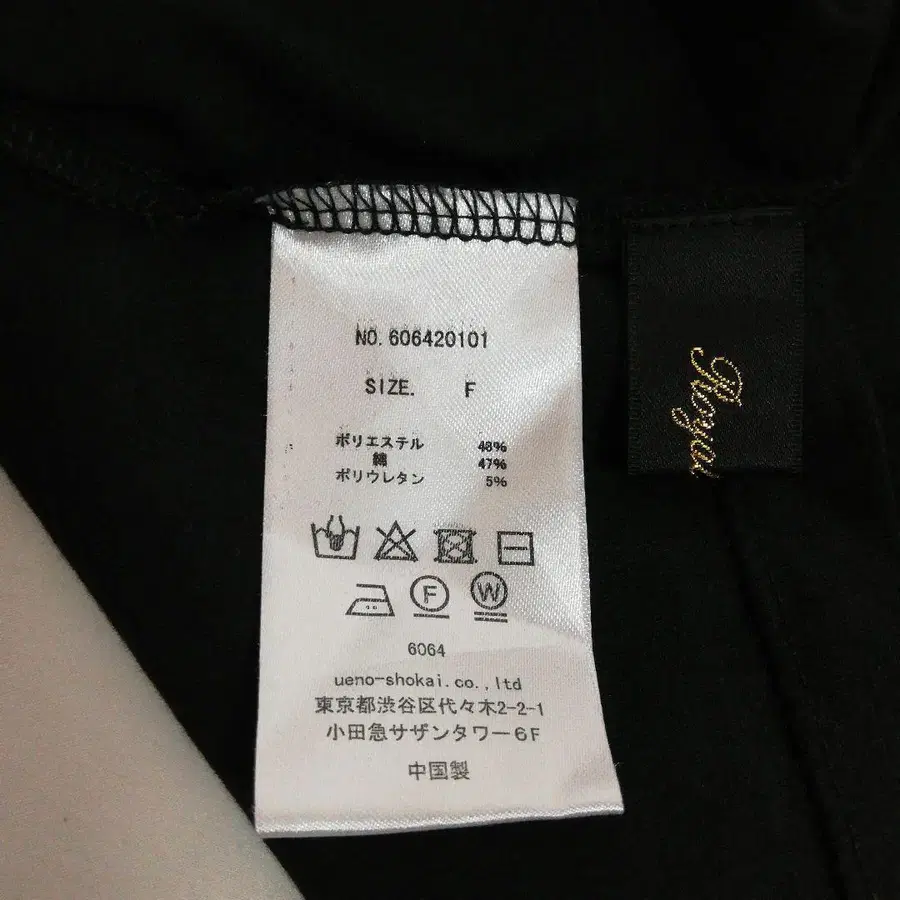 NO. 606420101
SIZE. F
ポリエステル 48%
綿 47%
ポリウレタン 5%
F W
6064
ueno-shokai.co.,ltd
東京都渋谷区代々木2-2-1
小田急サザンタワー6F
中国製